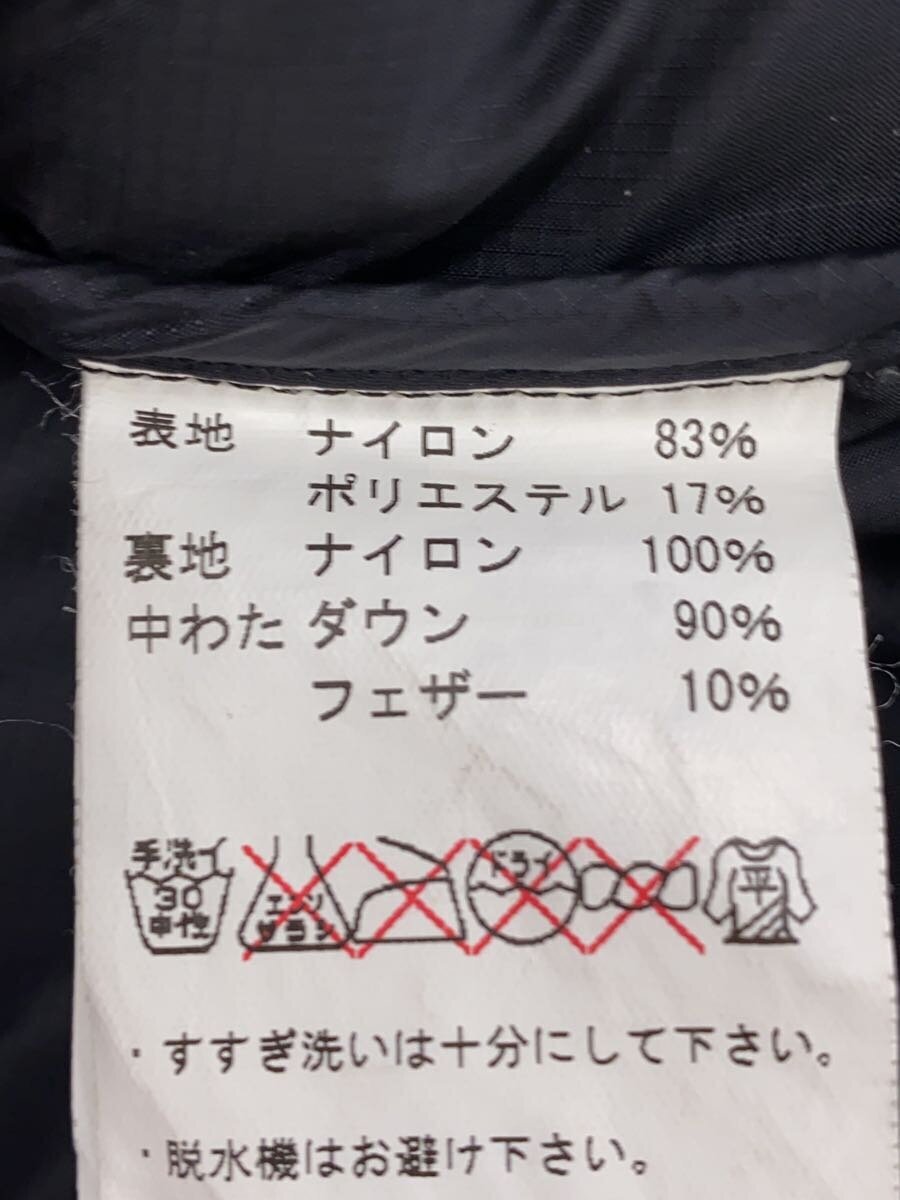 表地 ナイロン 83%
ポリエステル 17%
裏地 ナイロン 100%
中わた ダウン 90%
フェザー 10%
手洗イ
30
中性
エンソ
サラシ
ドライ
平
・すすぎ洗いは十分にして下さい。
・脱水機はお避け下さい。